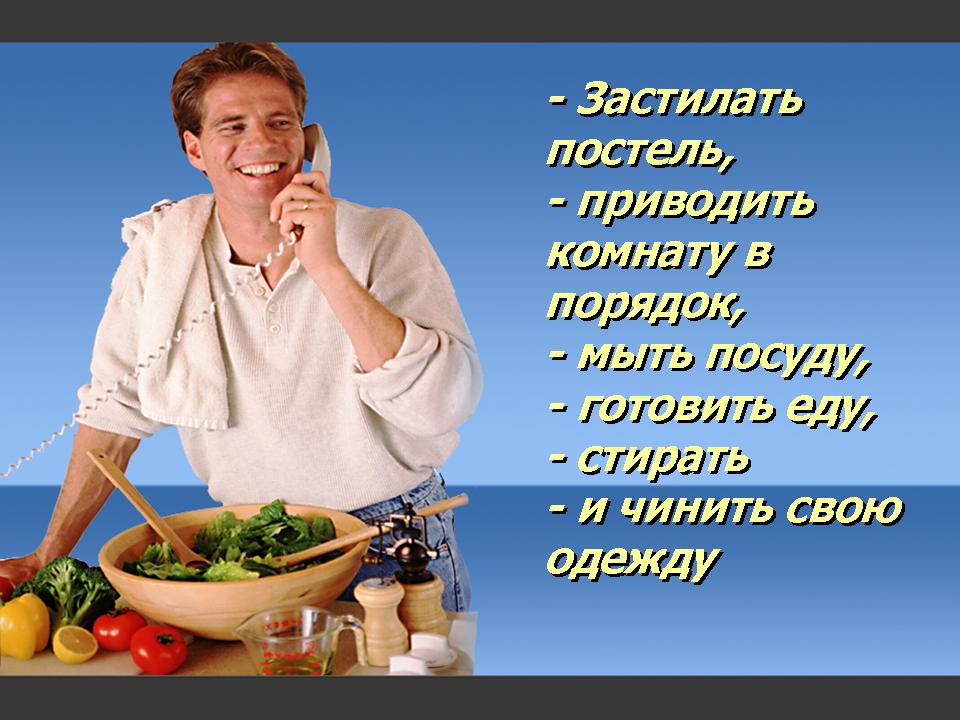 - Застилать
постель,
- приводить
комнату в
порядок,
- мыть посуду,
- готовить еду,
- стирать
- и чинить свою
одежду